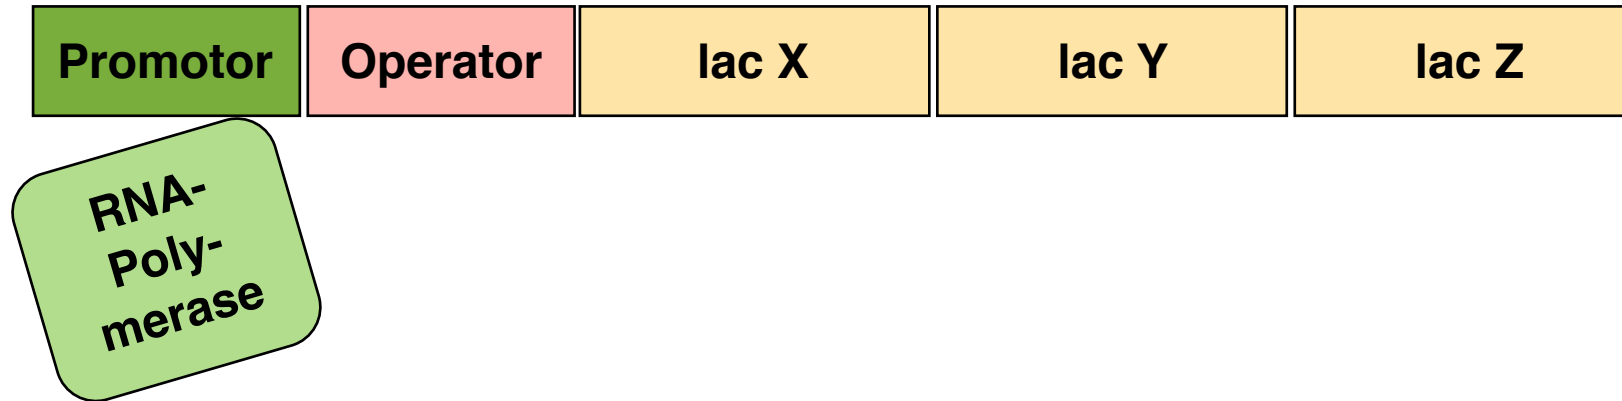 Promotor Operator lac X lac Y lac Z
RNA-
Poly-
merase